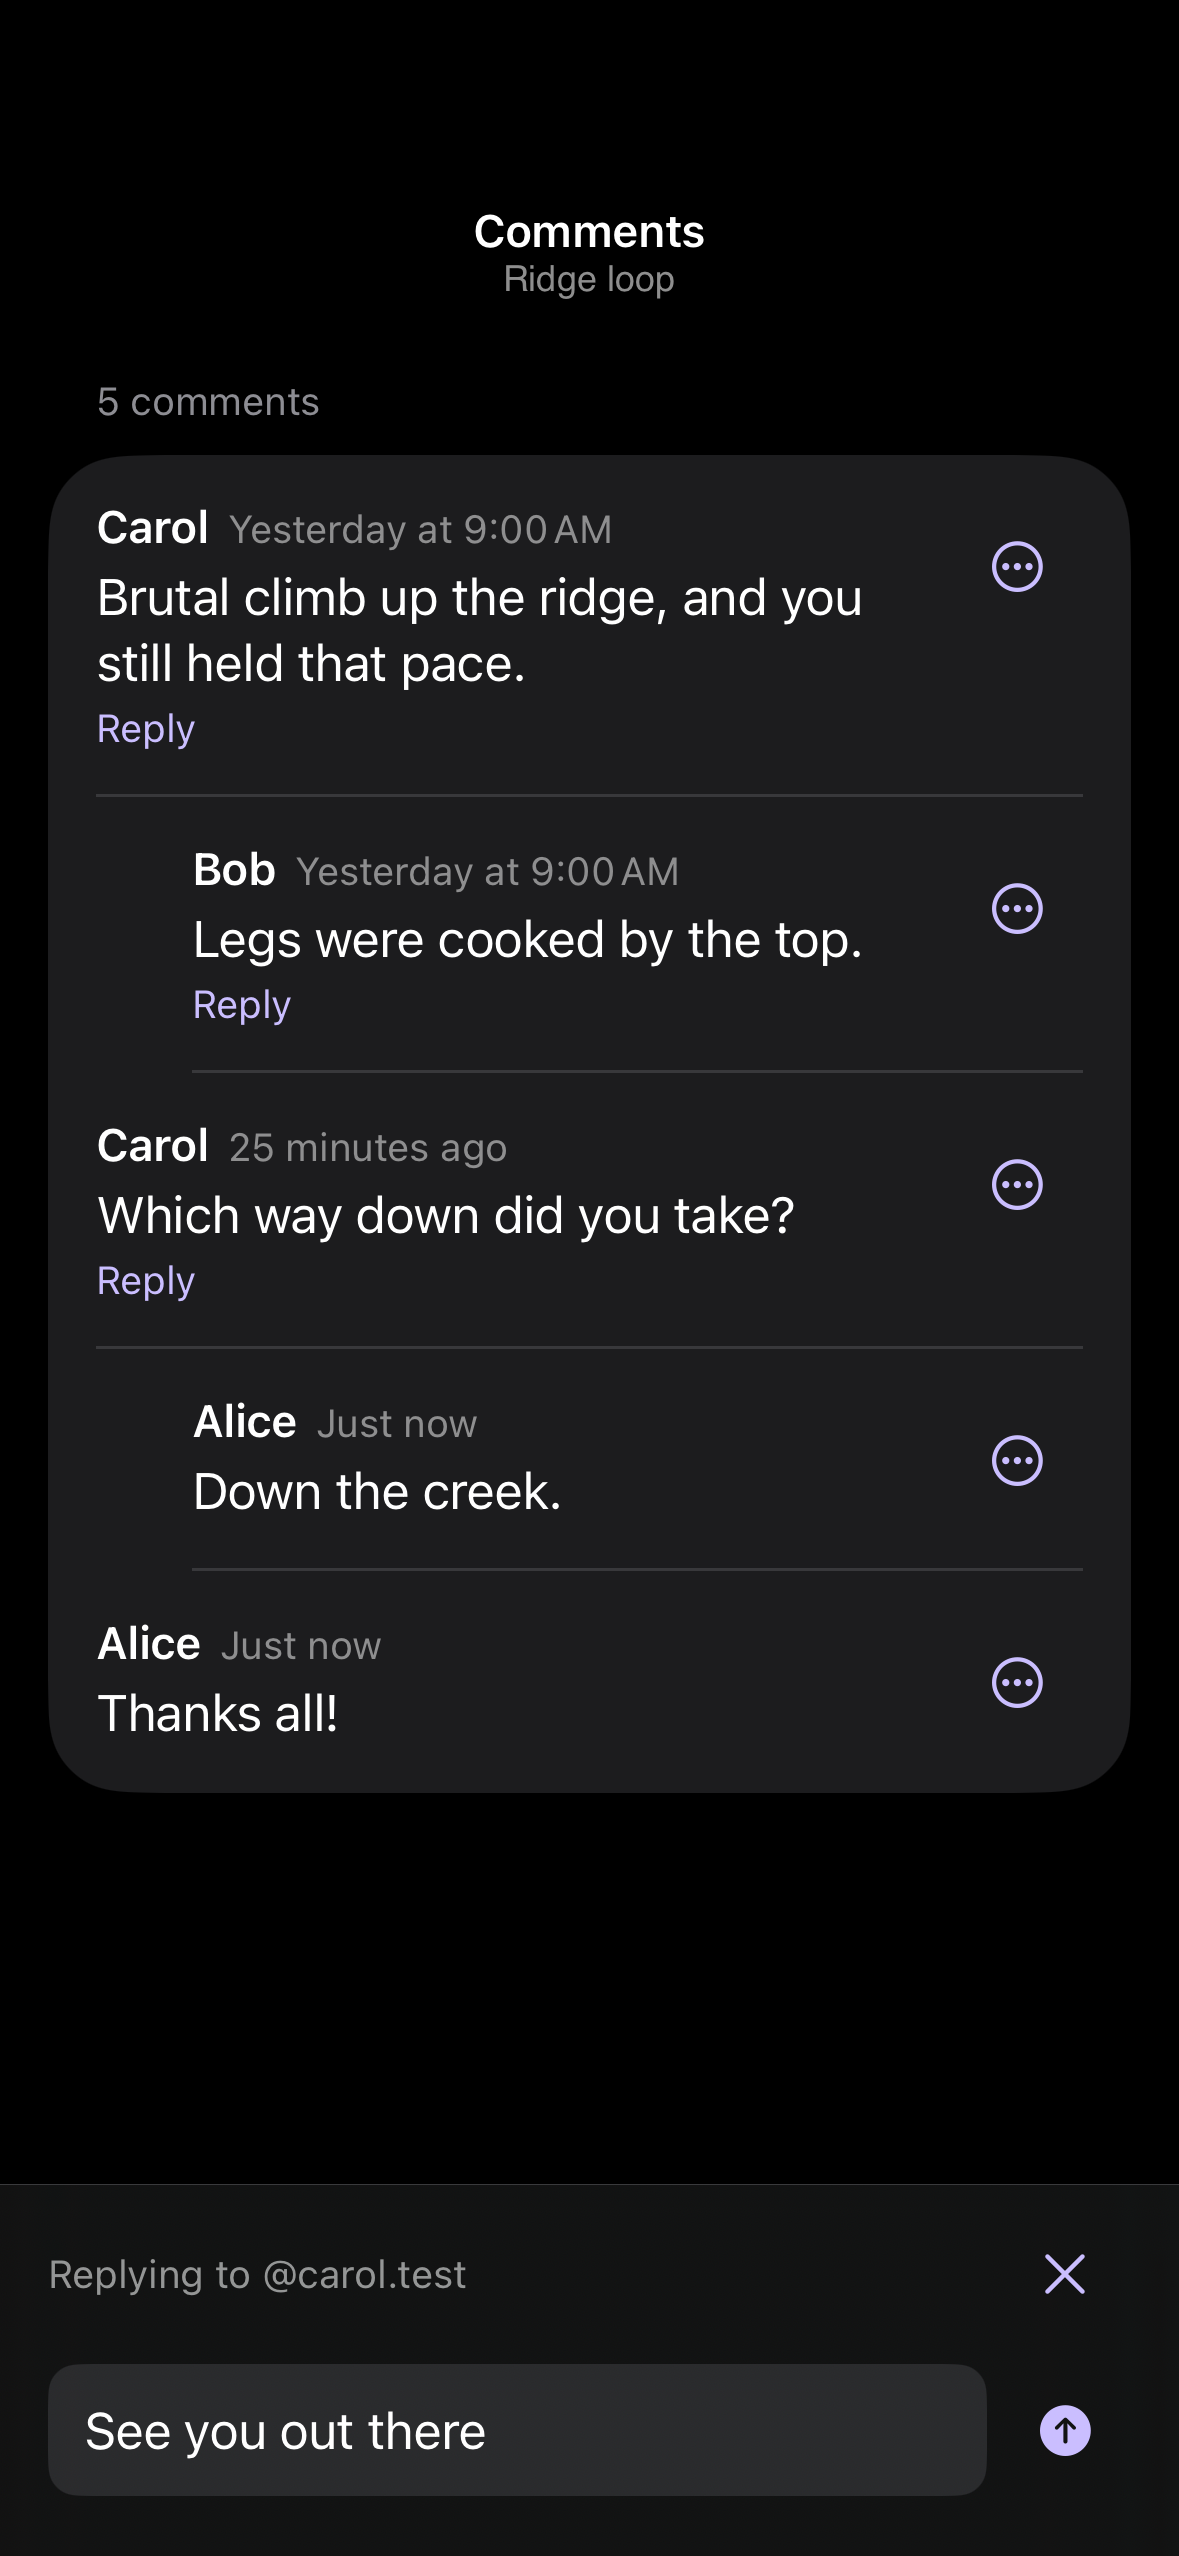 Comments
Ridge loop
5 comments
Carol Yesterday at 9:00 AM
Brutal climb up the ridge, and you
still held that pace.
Reply
Bob Yesterday at 9:00 AM
Legs were cooked by the top.
Reply
Carol 25 minutes ago
Which way down did you take?
Reply
Alice Just now
Down the creek.
Alice Just now
Thanks all!
Replying to @carol.test
See you out there